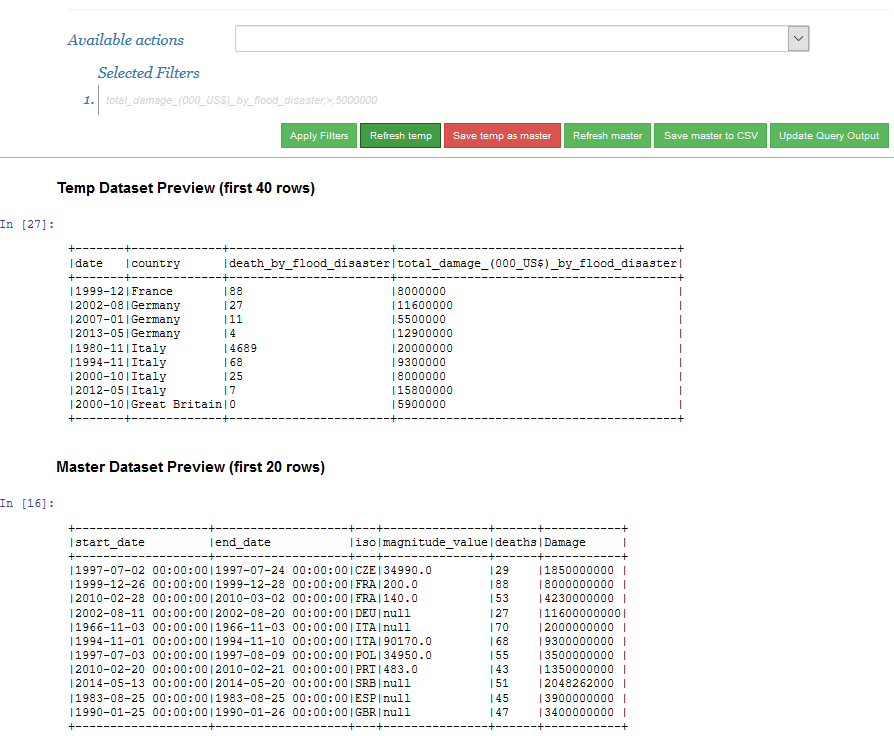 Available actions
Selected Filters
1. total_damage_(000_US$)_by_flood_disaster,>,5000000
Apply Filters Refresh temp Save temp as master Refresh master Save master to CSV Update Query Output
Temp Dataset Preview (first 40 rows)
In [27]:
+-------+-------------+-----------------------+----------------------------------------+
|date   |country      |death_by_flood_disaster|total_damage_(000_US$)_by_flood_disaster|
+-------+-------------+-----------------------+----------------------------------------+
|1999-12|France       |88                     |8000000                                 |
|2002-08|Germany      |27                     |11600000                                |
|2007-01|Germany      |11                     |5500000                                 |
|2013-05|Germany      |4                      |12900000                                |
|1980-11|Italy        |4689                   |20000000                                |
|1994-11|Italy        |68                     |9300000                                 |
|2000-10|Italy        |25                     |8000000                                 |
|2012-05|Italy        |7                      |15800000                                |
|2000-10|Great Britain|0                      |5900000                                 |
+-------+-------------+-----------------------+----------------------------------------+
Master Dataset Preview (first 20 rows)
In [16]:
+-------------------+-------------------+---+---------------+------+-----------+
|start_date         |end_date           |iso|magnitude_value|deaths|Damage     |
+-------------------+-------------------+---+---------------+------+-----------+
|1997-07-02 00:00:00|1997-07-24 00:00:00|CZE|34990.0        |29    |1850000000 |
|1999-12-26 00:00:00|1999-12-28 00:00:00|FRA|200.0          |88    |8000000000 |
|2010-02-28 00:00:00|2010-03-02 00:00:00|FRA|140.0          |53    |4230000000 |
|2002-08-11 00:00:00|2002-08-20 00:00:00|DEU|null           |27    |11600000000|
|1966-11-03 00:00:00|1966-11-03 00:00:00|ITA|null           |70    |2000000000 |
|1994-11-01 00:00:00|1994-11-10 00:00:00|ITA|90170.0        |68    |9300000000 |
|1997-07-03 00:00:00|1997-08-09 00:00:00|POL|34950.0        |55    |3500000000 |
|2010-02-20 00:00:00|2010-02-21 00:00:00|PRT|483.0          |43    |1350000000 |
|2014-05-13 00:00:00|2014-05-20 00:00:00|SRB|null           |51    |2048262000 |
|1983-08-25 00:00:00|1983-08-25 00:00:00|ESP|null           |45    |3900000000 |
|1990-01-25 00:00:00|1990-01-26 00:00:00|GBR|null           |47    |3400000000 |
+-------------------+-------------------+---+---------------+------+-----------+